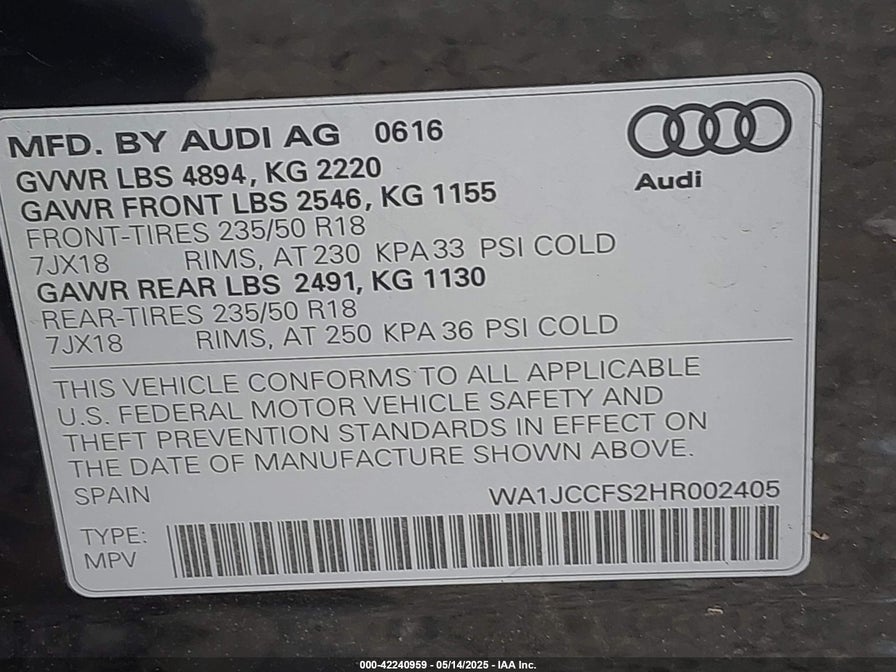 MFD. BY AUDI AG 0616
GVWR LBS 4894, KG 2220
GAWR FRONT LBS 2546, KG 1155
FRONT-TIRES 235/50 R18
7JX18 RIMS, AT 230 KPA 33 PSI COLD
GAWR REAR LBS 2491, KG 1130
REAR-TIRES 235/50 R18
7JX18 RIMS, AT 250 KPA 36 PSI COLD
Audi
THIS VEHICLE CONFORMS TO ALL APPLICABLE
U.S. FEDERAL MOTOR VEHICLE SAFETY AND
THEFT PREVENTION STANDARDS IN EFFECT ON
THE DATE OF MANUFACTURE SHOWN ABOVE.
SPAIN WA1JCCFS2HR002405
TYPE:
MPV
000-42240959 - 05/14/2025 - IAA Inc.